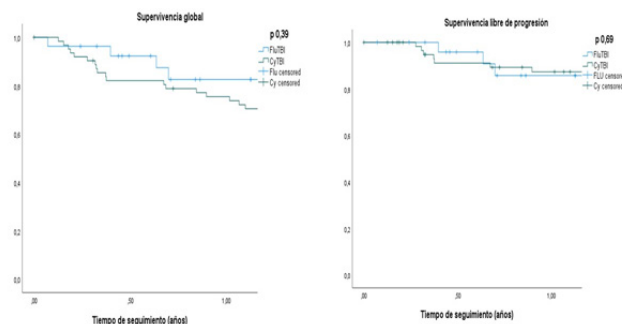 Supervivencia global
p 0,39
FluTBI
CyTBI
Flu censored
Cy censored
1,0
0,8
0,6
0,4
0,2
0,0
,00
,50
1,00
Tiempo de seguimiento (años)
Supervivencia libre de progresión
p 0,69
FluTBI
CyTBI
FLU censored
Cy censored
1,0
0,8
0,6
0,4
0,2
0,0
,00
,50
1,00
Tiempo de seguimiento (años)